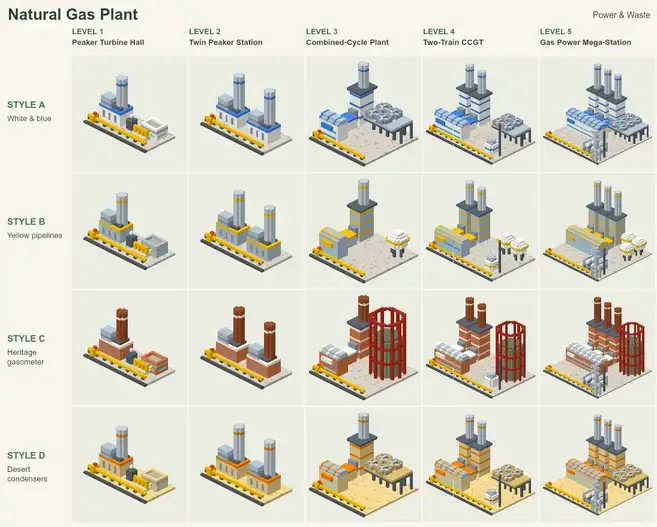 Natural Gas Plant
Power & Waste
LEVEL 1
Peaker Turbine Hall
LEVEL 2
Twin Peaker Station
LEVEL 3
Combined-Cycle Plant
LEVEL 4
Two-Train CCGT
LEVEL 5
Gas Power Mega-Station
STYLE A
White & blue
STYLE B
Yellow pipelines
STYLE C
Heritage
gasometer
STYLE D
Desert
condensers